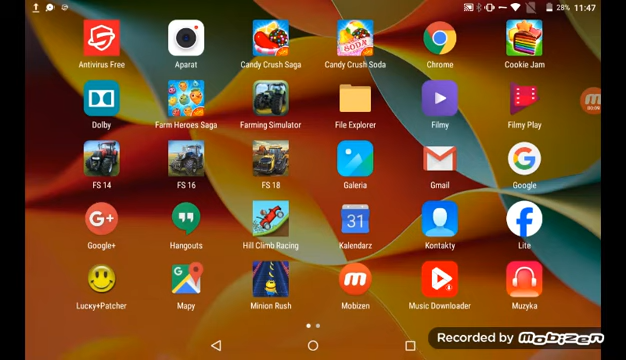 28% 11:47
Antivirus Free
Aparat
Candy Crush Saga
Candy Crush Soda
Chrome
Cookie Jam
Dolby
Farm Heroes Saga
Farming Simulator
File Explorer
Filmy
Filmy Play
FS 14
FS 16
FS 18
Galeria
Gmail
Google
31
Google+
Hangouts
Hill Climb Racing
Kalendarz
Kontakty
Lite
Lucky+Patcher
Mapy
Minion Rush
Mobizen
Music Downloader
Muzyka
Recorded by mobizen